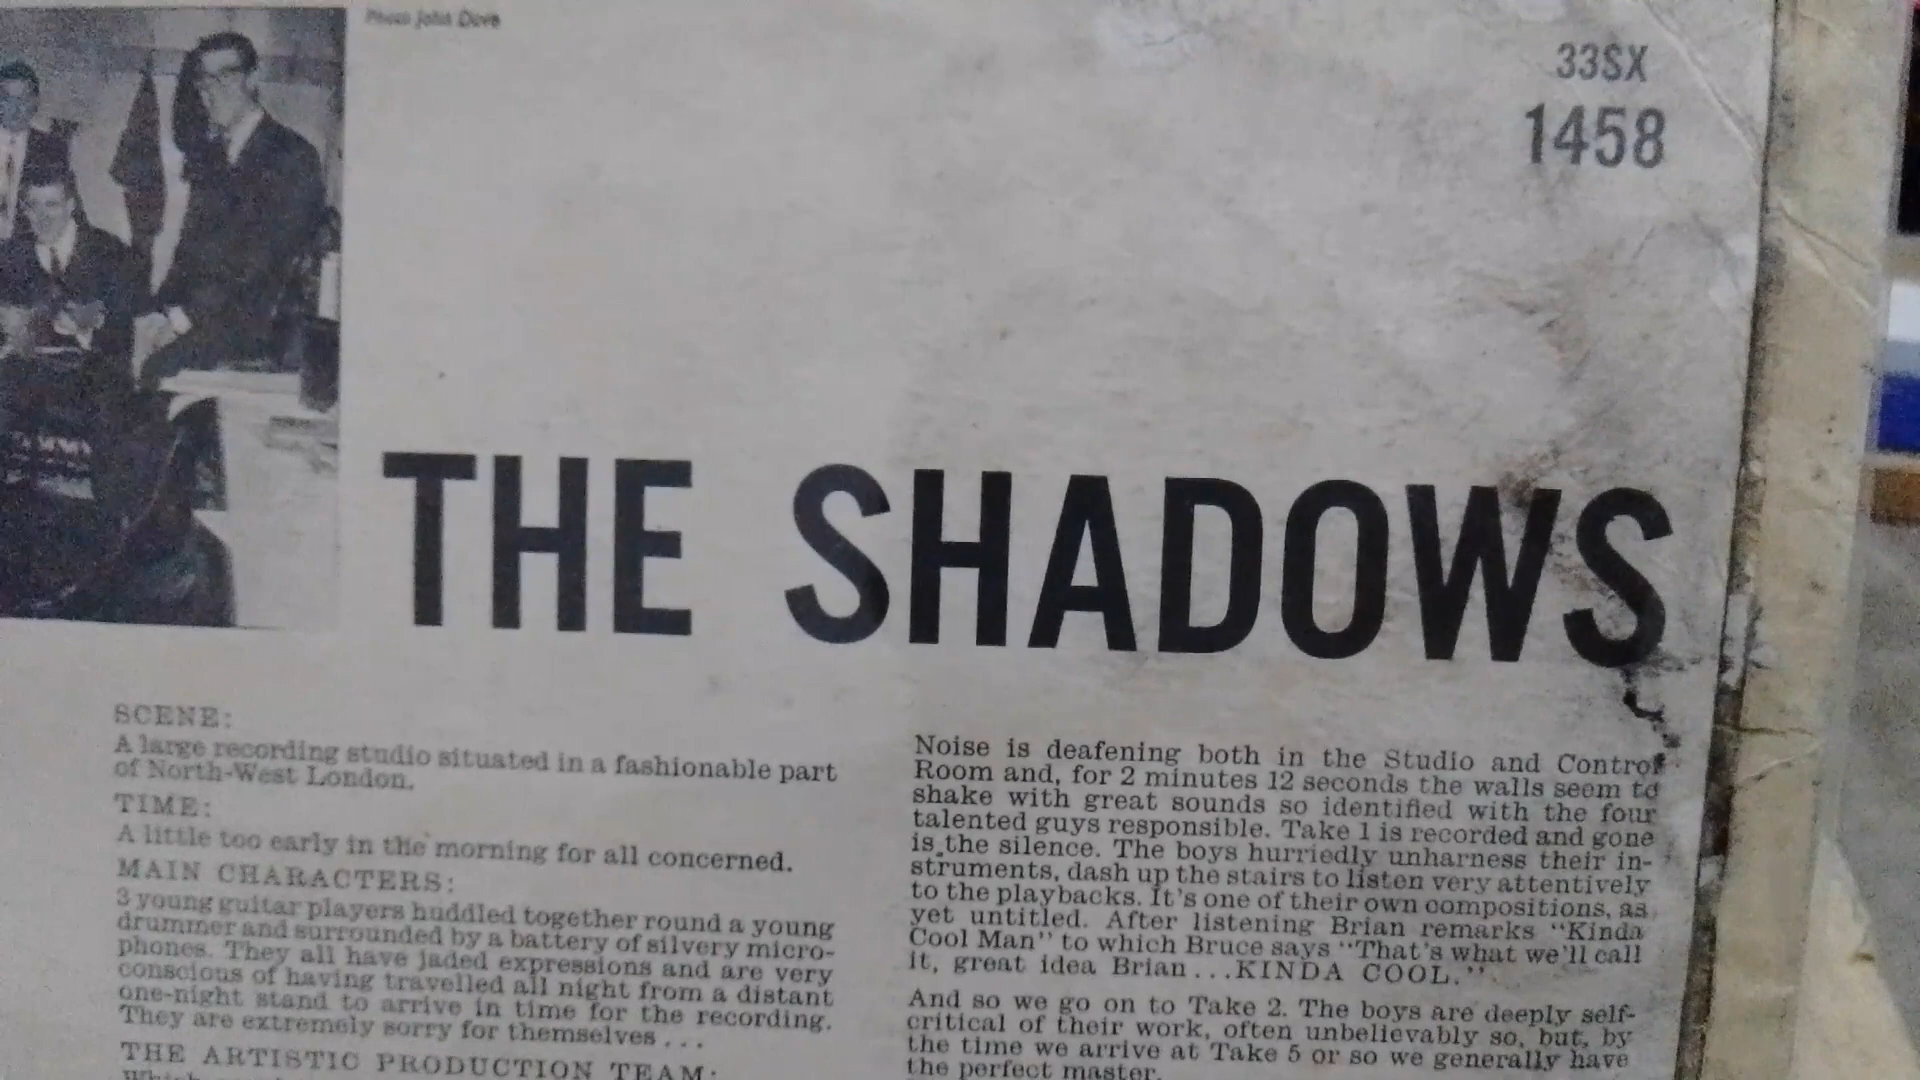 Photo John Dove
33SX
1458
THE SHADOWS
SCENE:
A large recording studio situated in a fashionable part
of North-West London.
TIME:
A little too early in the morning for all concerned.
MAIN CHARACTERS:
3 young guitar players huddled together round a young
drummer and surrounded by a battery of silvery micro-
phones. They all have jaded expressions and are very
conscious of having travelled all night from a distant
one-night stand to arrive in time for the recording.
They are extremely sorry for themselves...
THE ARTISTIC PRODUCTION TEAM:
Noise is deafening both in the Studio and Control
Room and, for 2 minutes 12 seconds the walls seem to
shake with great sounds so identified with the four
talented guys responsible. Take 1 is recorded and gone
is the silence. The boys hurriedly unharness their in-
struments, dash up the stairs to listen very attentively
to the playbacks. It's one of their own compositions, as
yet untitled. After listening Brian remarks "Kinda
Cool Man" to which Bruce says "That's what we'll call
it, great idea Brian...KINDA COOL."
And so we go on to Take 2. The boys are deeply self-
critical of their work, often unbelievably so, but, by
the time we arrive at Take 5 or so we generally have
the perfect master.